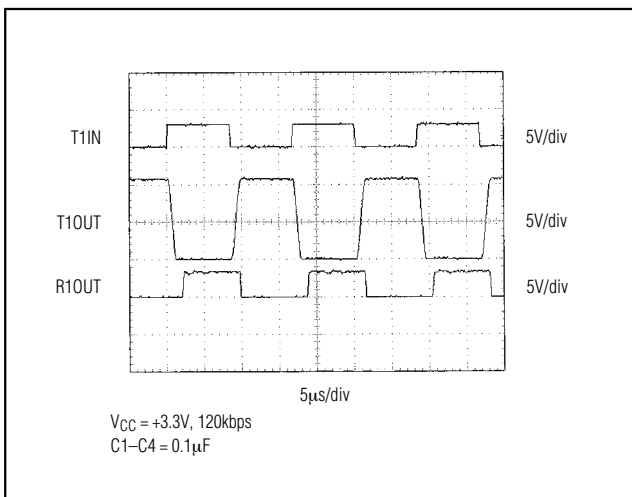 T1IN 5V/div
T1OUT 5V/div
R1OUT 5V/div
5µs/div
VCC = +3.3V, 120kbps
C1–C4 = 0.1µF